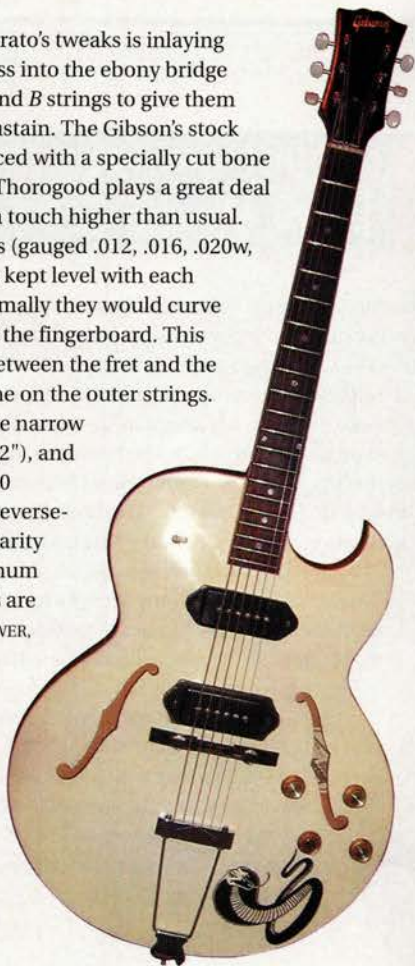 rato's tweaks is inlaying
ss into the ebony bridge
nd B strings to give them
ustain. The Gibson's stock
ced with a specially cut bone
Thorogood plays a great deal
a touch higher than usual.
s (gauged .012, .016, .020w,
kept level with each
mally they would curve
the fingerboard. This
etween the fret and the
ne on the outer strings.
e narrow
2"), and
0
everse-
arity
num
s are
WER,
Gibson